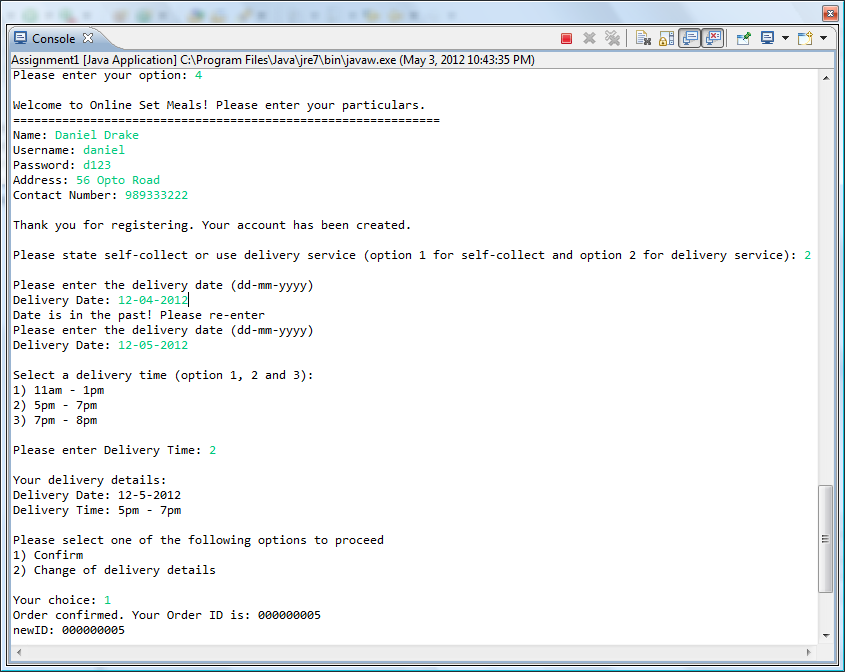 Console
Assignment1 [Java Application] C:\Program Files\Java\jre7\bin\javaw.exe (May 3, 2012 10:43:35 PM)
Please enter your option: 4
Welcome to Online Set Meals! Please enter your particulars.
=============================================================
Name: Daniel Drake
Username: daniel
Password: d123
Address: 56 Opto Road
Contact Number: 989333222
Thank you for registering. Your account has been created.
Please state self-collect or use delivery service (option 1 for self-collect and option 2 for delivery service): 2
Please enter the delivery date (dd-mm-yyyy)
Delivery Date: 12-04-2012
Date is in the past! Please re-enter
Please enter the delivery date (dd-mm-yyyy)
Delivery Date: 12-05-2012
Select a delivery time (option 1, 2 and 3):
1) 11am - 1pm
2) 5pm - 7pm
3) 7pm - 8pm
Please enter Delivery Time: 2
Your delivery details:
Delivery Date: 12-5-2012
Delivery Time: 5pm - 7pm
Please select one of the following options to proceed
1) Confirm
2) Change of delivery details
Your choice: 1
Order confirmed. Your Order ID is: 000000005
newID: 000000005